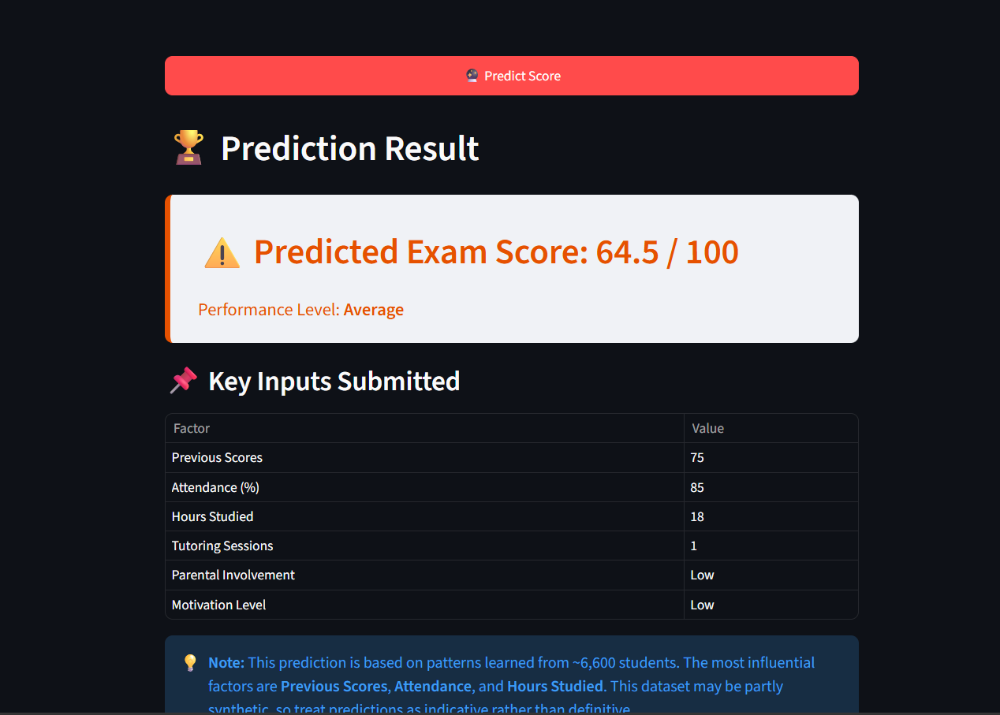 🔮 Predict Score
🏆 Prediction Result
⚠️ Predicted Exam Score: 64.5 / 100
Performance Level: Average
📌 Key Inputs Submitted
Factor Value
Previous Scores 75
Attendance (%) 85
Hours Studied 18
Tutoring Sessions 1
Parental Involvement Low
Motivation Level Low
💡 Note: This prediction is based on patterns learned from ~6,600 students. The most influential
factors are Previous Scores, Attendance, and Hours Studied. This dataset may be partly
synthetic, so treat predictions as indicative rather than definitive.